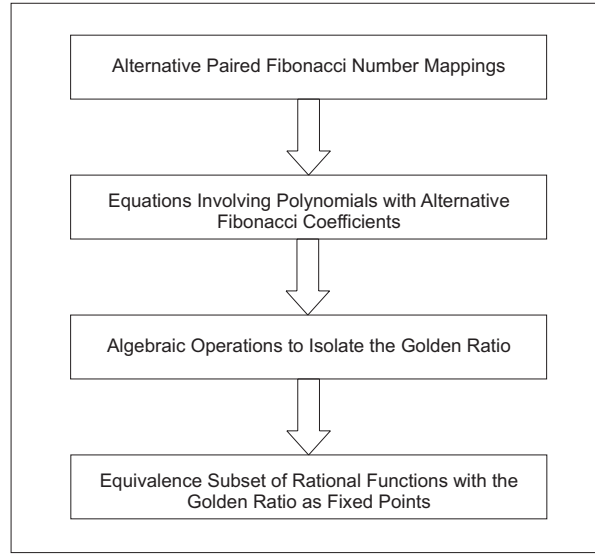 Alternative Paired Fibonacci Number Mappings
Equations Involving Polynomials with Alternative
Fibonacci Coefficients
Algebraic Operations to Isolate the Golden Ratio
Equivalence Subset of Rational Functions with the
Golden Ratio as Fixed Points